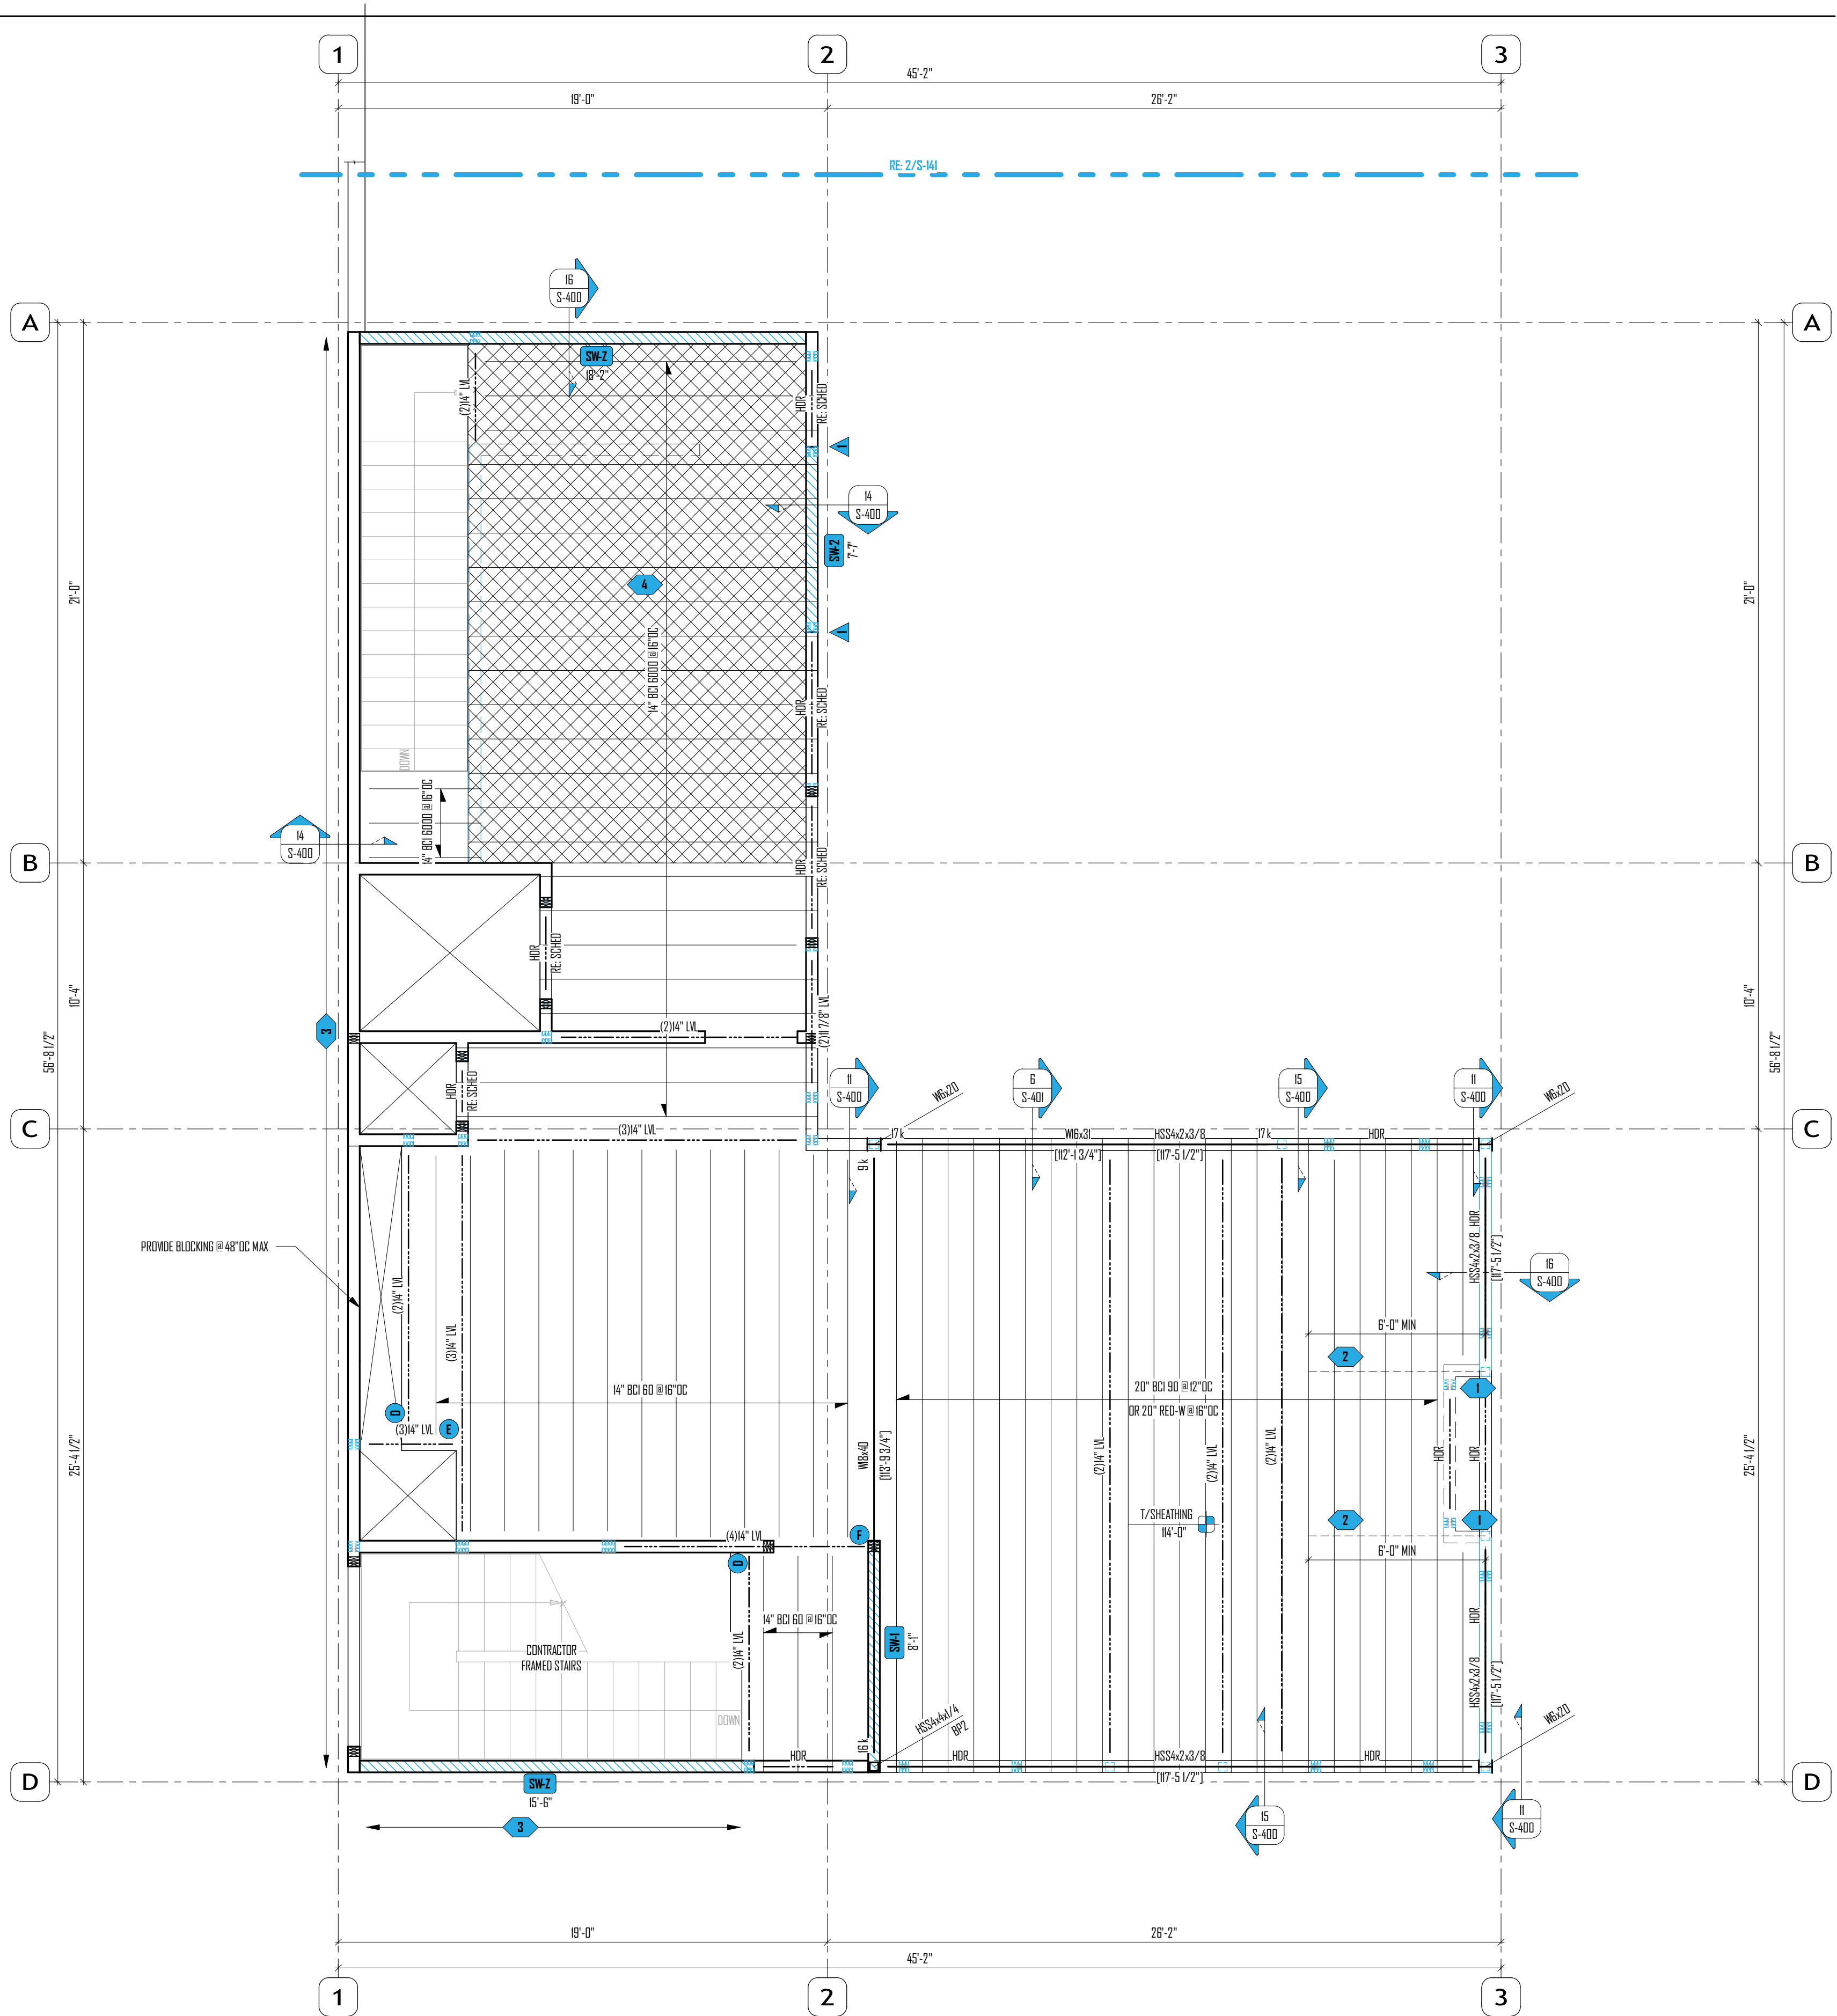 1
2
3
45'-2"
19'-0"
26'-2"
RE: 2/S-141
16
S-400
A
A
SW-Z
18'-2"
(2)14" LVL
HDR
RE: SCHED
1
14
S-400
SW-Z
7'-7"
4
21'-0"
21'-0"
1
14" BCI 6000 @16"OC
HDR
RE: SCHED
DOWN
14" BCI 6000 @16"OC
14
S-400
B
B
HDR
RE: SCHED
HDR
RE: SCHED
10'-4"
10'-4"
3
56'-8 1/2"
56'-8 1/2"
(2)14" LVL
(2)11 7/8" LVL
HDR
RE: SCHED
11
S-400
W6x20
6
S-401
15
S-400
11
S-400
W6x20
C
C
(3)14" LVL
17 k
W16x31
HSS4x2x3/8
17 k
HDR
[112'-1 3/4"]
[117'-5 1/2"]
9 k
PROVIDE BLOCKING @ 48"OC MAX
(2)14" LVL
(3)14" LVL
HSS4x2x3/8 HDR
[117'-5 1/2"]
16
S-400
6'-0" MIN
2
14" BCI 60 @16"OC
20" BCI 90 @12"OC
OR 20" RED-W @16"OC
1
D
(3)14" LVL
E
W18x40
[113'-9 3/4"]
(2)14" LVL
(2)14" LVL
(2)14" LVL
HDR
HDR
25'-4 1/2"
25'-4 1/2"
T/SHEATHING
114'-0"
2
1
(4)14" LVL
F
D
6'-0" MIN
14" BCI 60 @16"OC
CONTRACTOR
FRAMED STAIRS
(2)14" LVL
SW-1
8'-1"
HDR
HSS4x2x3/8
[117'-5 1/2"]
DOWN
HSS4x4x1/4
BP2
W6x20
16 k
HDR
HDR
HSS4x2x3/8
HDR
[117'-5 1/2"]
D
D
SW-Z
15'-6"
3
15
S-400
11
S-400
19'-0"
26'-2"
45'-2"
1
2
3